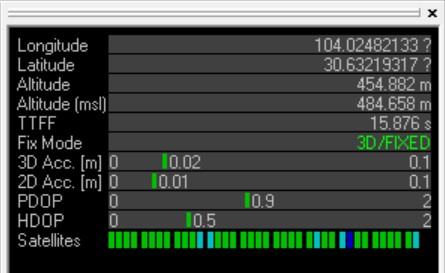 Longitude 104.02482133 ?
Latitude 30.63219317 ?
Altitude 454.882 m
Altitude (msl) 484.658 m
TTFF 15.876 s
Fix Mode 3D/FIXED
3D Acc. [m] 0 0.02 0.1
2D Acc. [m] 0 0.01 0.1
PDOP 0 0.9 2
HDOP 0 0.5 2
Satellites